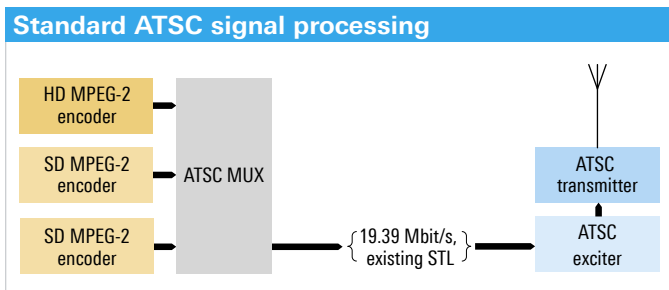 Standard ATSC signal processing
HD MPEG-2
encoder
SD MPEG-2
encoder
ATSC MUX
SD MPEG-2
encoder
{19.39 Mbit/s,
existing STL}
ATSC
transmitter
ATSC
exciter